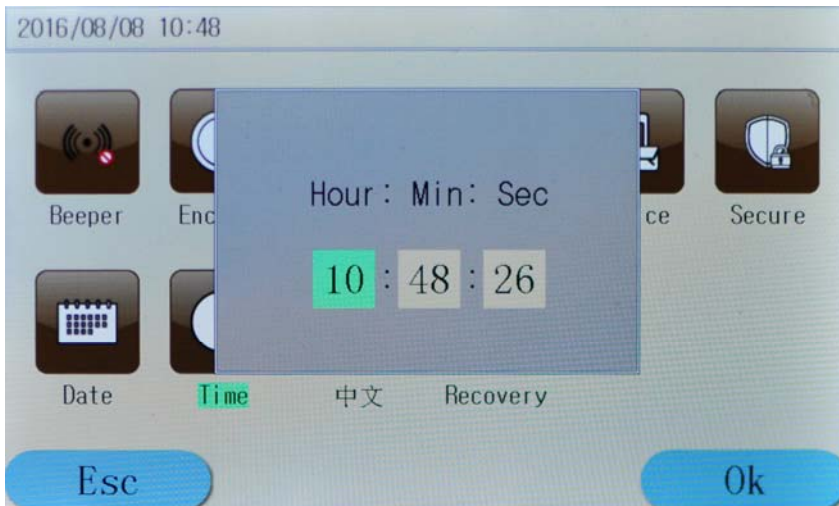 2016/08/08 10:48
Hour: Min: Sec
10 : 48 : 26
Beeper Enc ce Secure
Date Time 中文 Recovery
Esc Ok